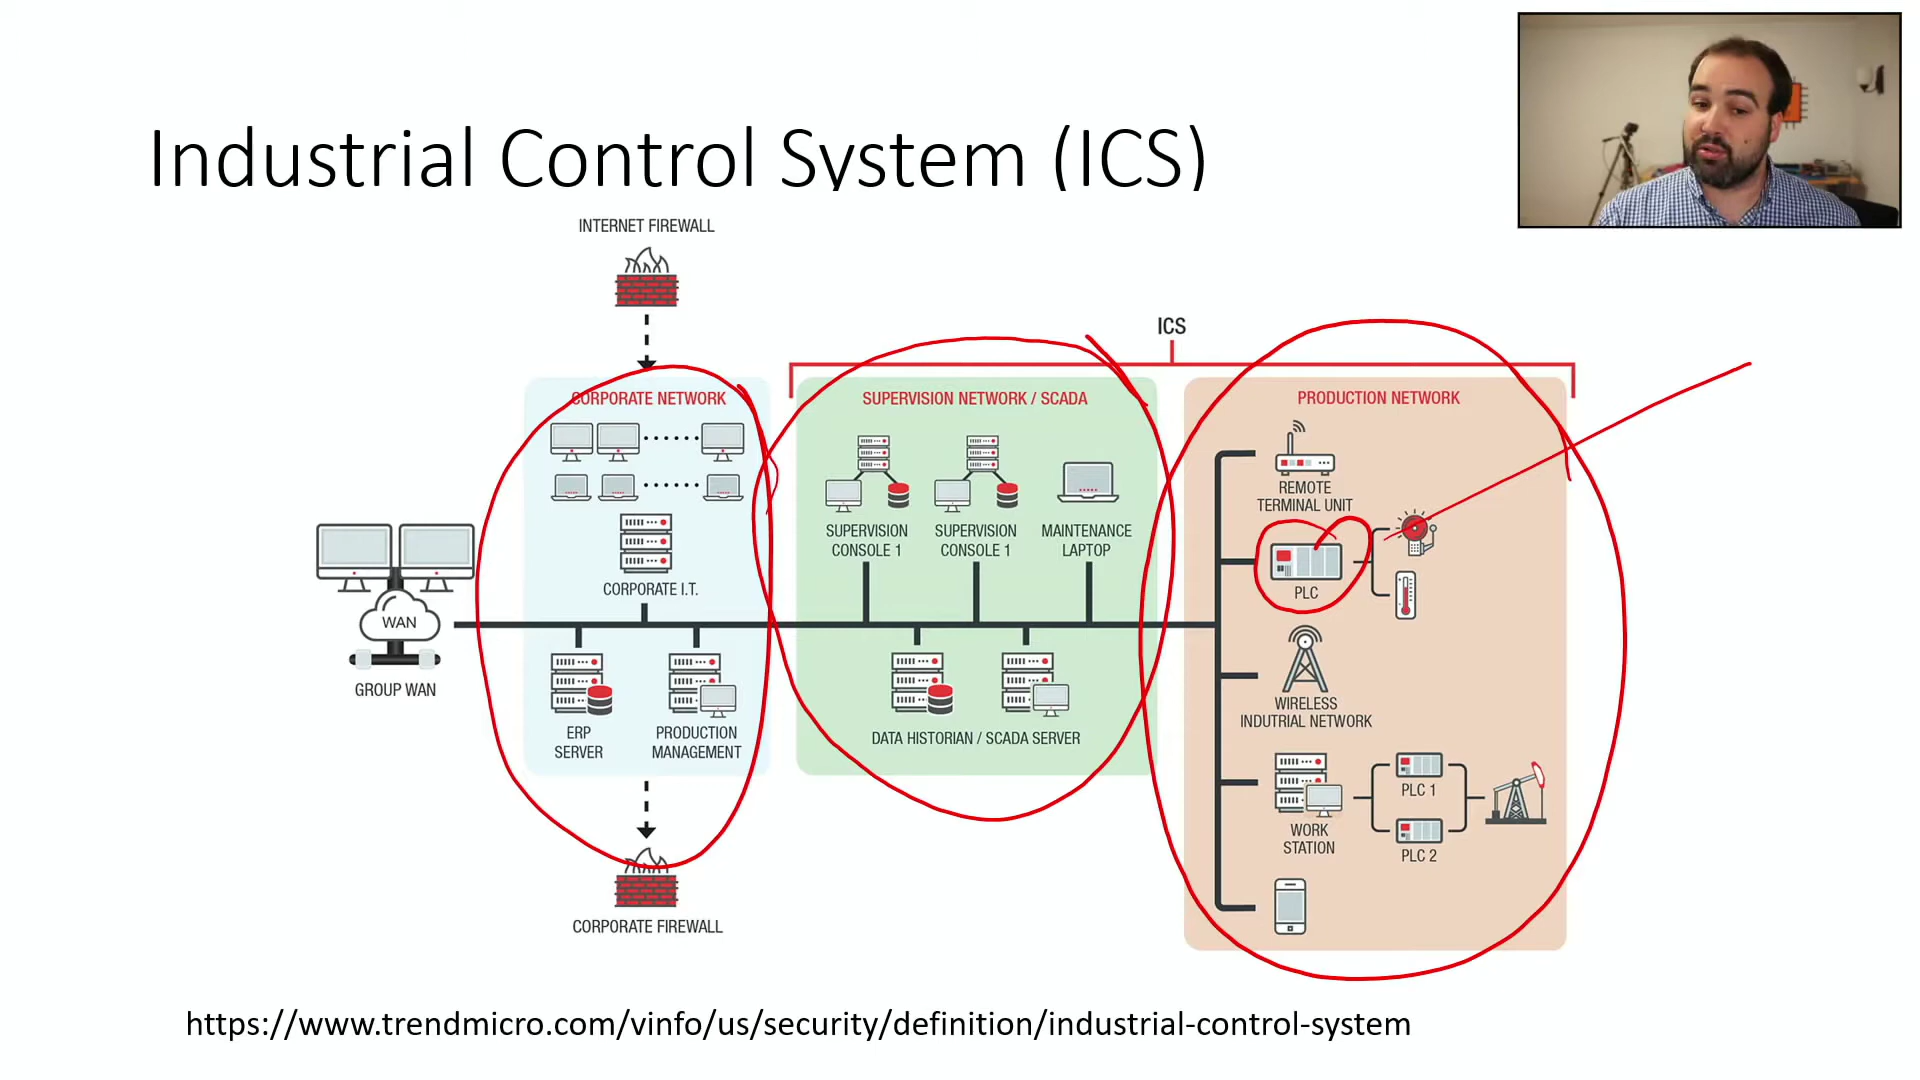 Industrial Control System (ICS)
INTERNET FIREWALL
ICS
CORPORATE NETWORK
CORPORATE I.T.
ERP
SERVER
PRODUCTION
MANAGEMENT
WAN
GROUP WAN
CORPORATE FIREWALL
SUPERVISION NETWORK / SCADA
SUPERVISION
CONSOLE 1
SUPERVISION
CONSOLE 1
MAINTENANCE
LAPTOP
DATA HISTORIAN / SCADA SERVER
PRODUCTION NETWORK
REMOTE
TERMINAL UNIT
PLC
WIRELESS
INDUTRIAL NETWORK
WORK
STATION
PLC 1
PLC 2
https://www.trendmicro.com/vinfo/us/security/definition/industrial-control-system